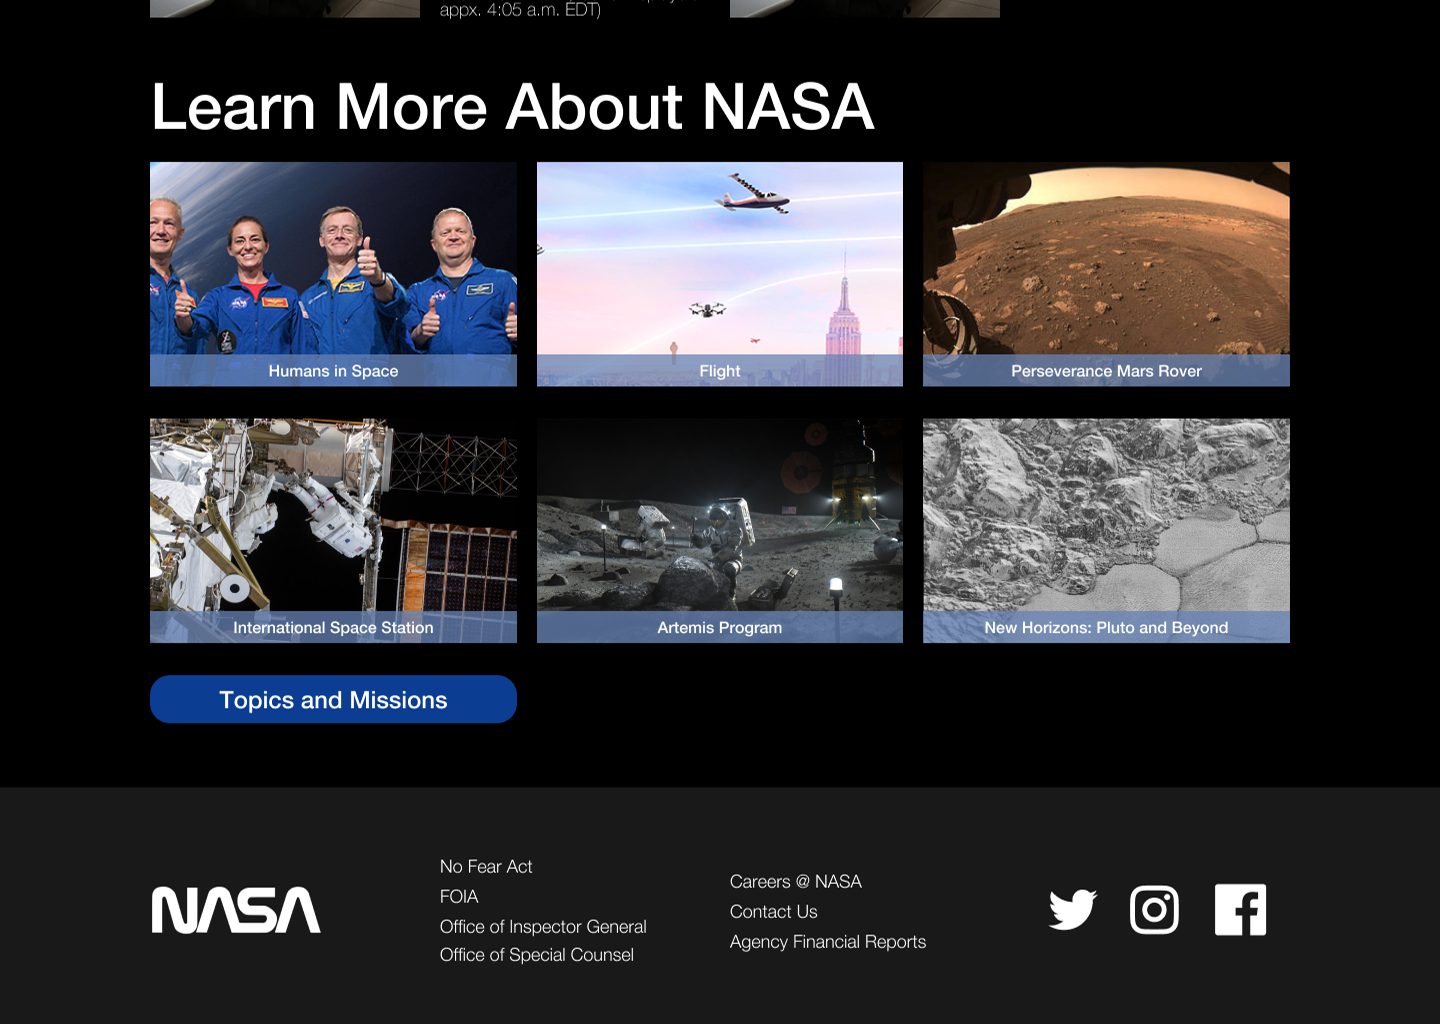 appx. 4:05 a.m. EDT)
Learn More About NASA
Humans in Space
Flight
Perseverance Mars Rover
International Space Station
Artemis Program
New Horizons: Pluto and Beyond
Topics and Missions
NASA
No Fear Act
FOIA
Office of Inspector General
Office of Special Counsel
Careers @ NASA
Contact Us
Agency Financial Reports